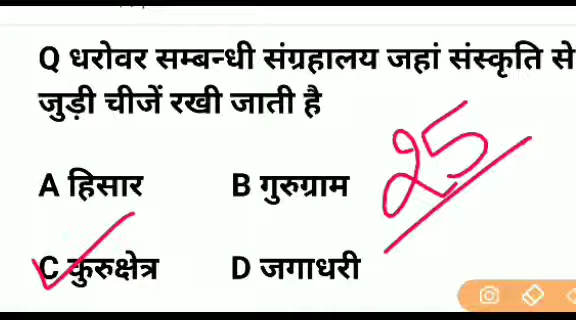 Q धरोवर सम्बन्धी संग्रहालय जहां संस्कृति से
जुड़ी चीजें रखी जाती है
25
A हिसार B गुरुग्राम
C कुरुक्षेत्र D जगाधरी